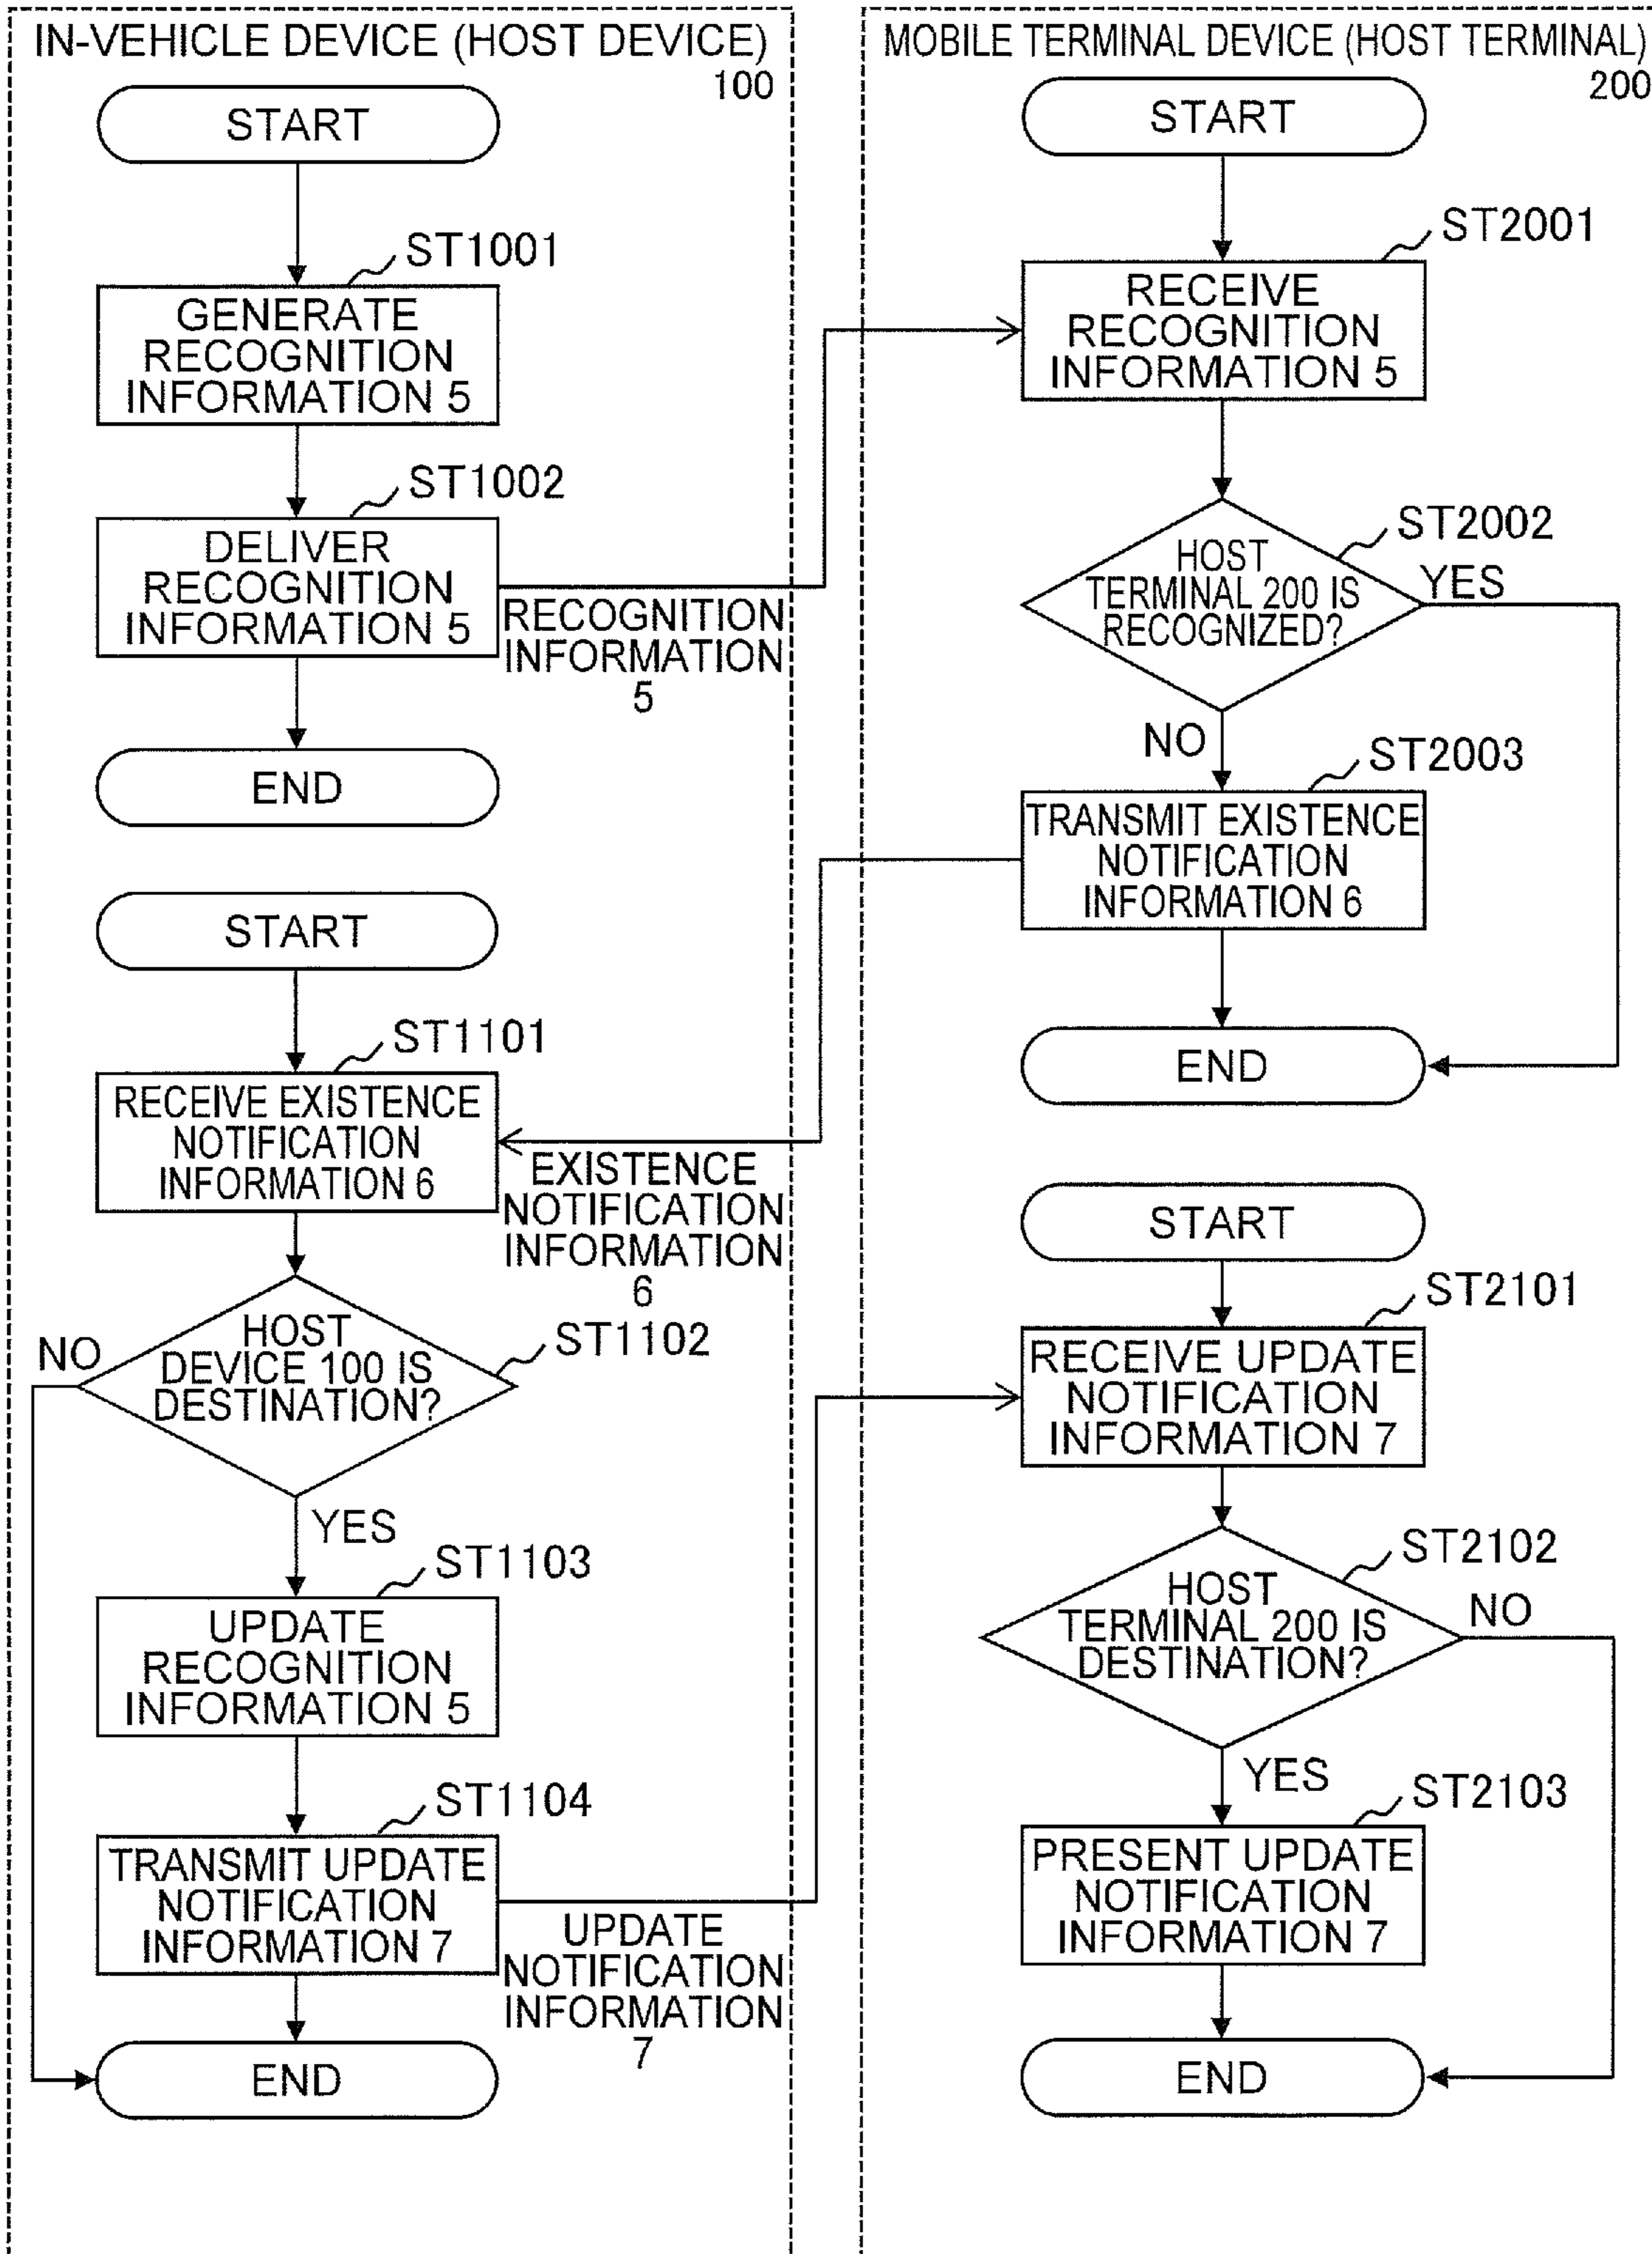 IN-VEHICLE DEVICE (HOST DEVICE)
100
START
ST1001
GENERATE
RECOGNITION
INFORMATION 5
ST1002
DELIVER
RECOGNITION
INFORMATION 5
RECOGNITION
INFORMATION
5
END
START
ST1101
RECEIVE EXISTENCE
NOTIFICATION
INFORMATION 6
EXISTENCE
NOTIFICATION
INFORMATION
6
ST1102
HOST
DEVICE 100 IS
DESTINATION?
NO
YES
ST1103
UPDATE
RECOGNITION
INFORMATION 5
ST1104
TRANSMIT UPDATE
NOTIFICATION
INFORMATION 7
UPDATE
NOTIFICATION
INFORMATION
7
END
MOBILE TERMINAL DEVICE (HOST TERMINAL)
200
START
ST2001
RECEIVE
RECOGNITION
INFORMATION 5
ST2002
HOST
TERMINAL 200 IS
RECOGNIZED?
YES
NO
ST2003
TRANSMIT EXISTENCE
NOTIFICATION
INFORMATION 6
END
START
ST2101
RECEIVE UPDATE
NOTIFICATION
INFORMATION 7
ST2102
HOST
TERMINAL 200 IS
DESTINATION?
NO
YES
ST2103
PRESENT UPDATE
NOTIFICATION
INFORMATION 7
END